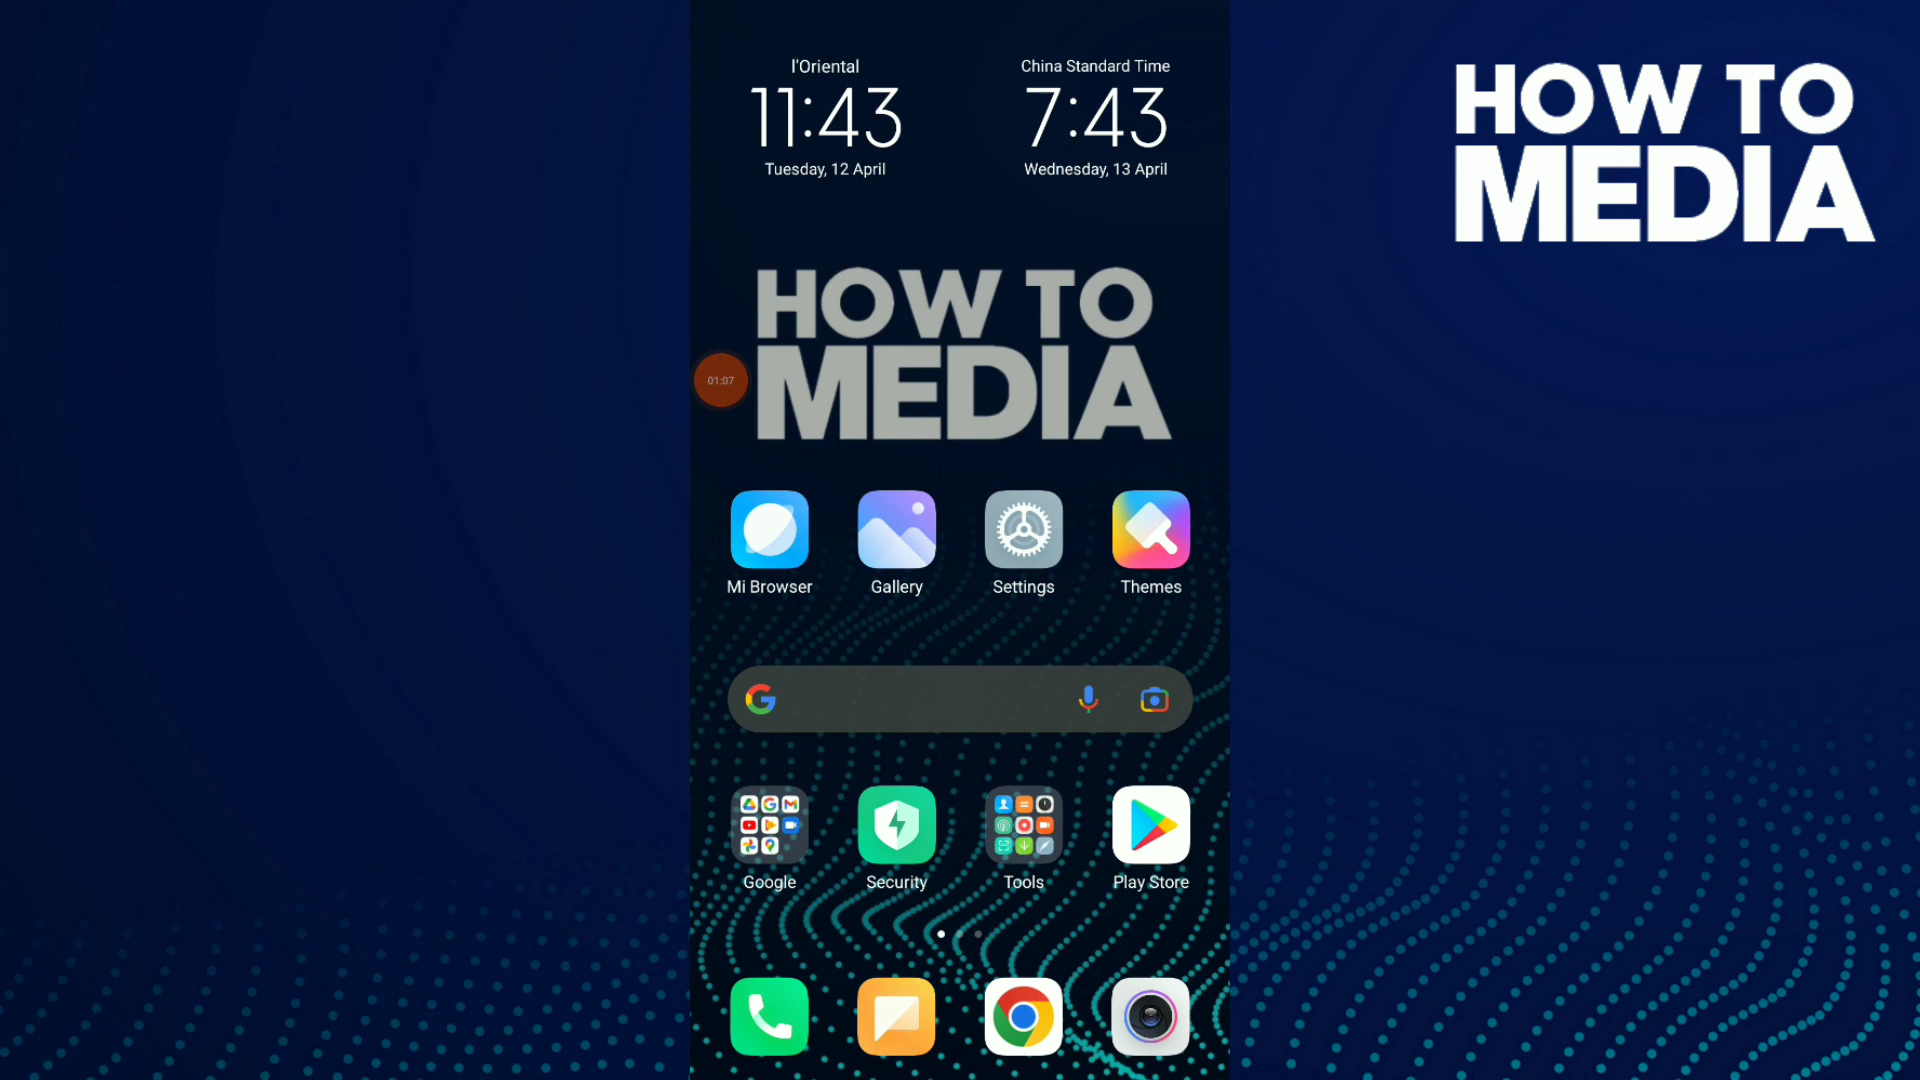 l'Oriental
11:43
Tuesday, 12 April
China Standard Time
7:43
Wednesday, 13 April
HOW TO
MEDIA
HOW TO
MEDIA
01:07
Mi Browser
Gallery
Settings
Themes
Google
Security
Tools
Play Store